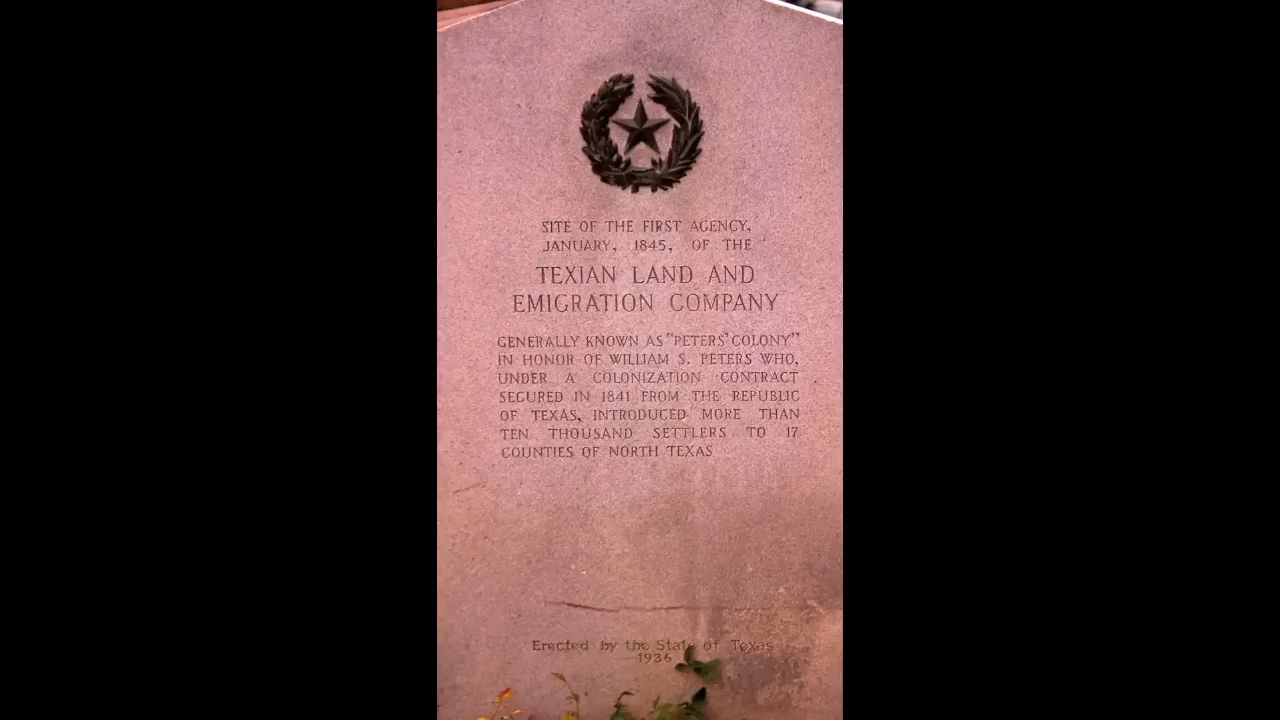 SITE OF THE FIRST AGENCY,
JANUARY, 1845, OF THE
TEXIAN LAND AND
EMIGRATION COMPANY
GENERALLY KNOWN AS "PETERS' COLONY"
IN HONOR OF WILLIAM S. PETERS WHO,
UNDER A COLONIZATION CONTRACT
SECURED IN 1841 FROM THE REPUBLIC
OF TEXAS, INTRODUCED MORE THAN
TEN THOUSAND SETTLERS TO 17
COUNTIES OF NORTH TEXAS
Erected by the State of Texas
1936